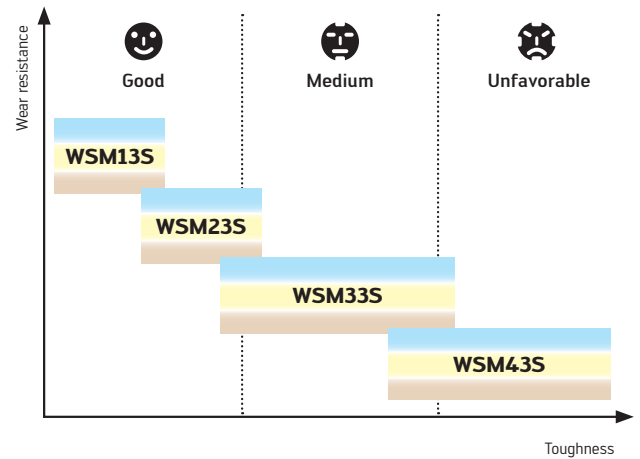 Wear resistance
Good
Medium
Unfavorable
WSM13S
WSM23S
WSM33S
WSM43S
Toughness